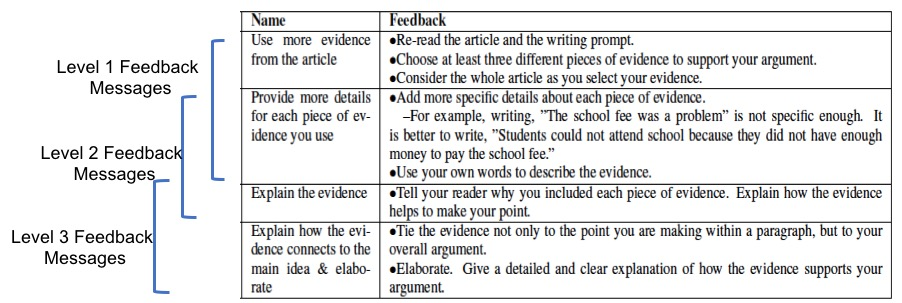 Name Feedback
Level 1 Feedback
Messages
Level 2 Feedback
Messages
Level 3 Feedback
Messages
Use more evidence
from the article
●Re-read the article and the writing prompt.
●Choose at least three different pieces of evidence to support your argument.
●Consider the whole article as you select your evidence.
Provide more details
for each piece of ev-
idence you use
●Add more specific details about each piece of evidence.
–For example, writing, ”The school fee was a problem” is not specific enough. It
is better to write, ”Students could not attend school because they did not have enough
money to pay the school fee.”
●Use your own words to describe the evidence.
Explain the evidence
●Tell your reader why you included each piece of evidence. Explain how the evidence
helps to make your point.
Explain how the evi-
dence connects to the
main idea & elabo-
rate
●Tie the evidence not only to the point you are making within a paragraph, but to your
overall argument.
●Elaborate. Give a detailed and clear explanation of how the evidence supports your
argument.